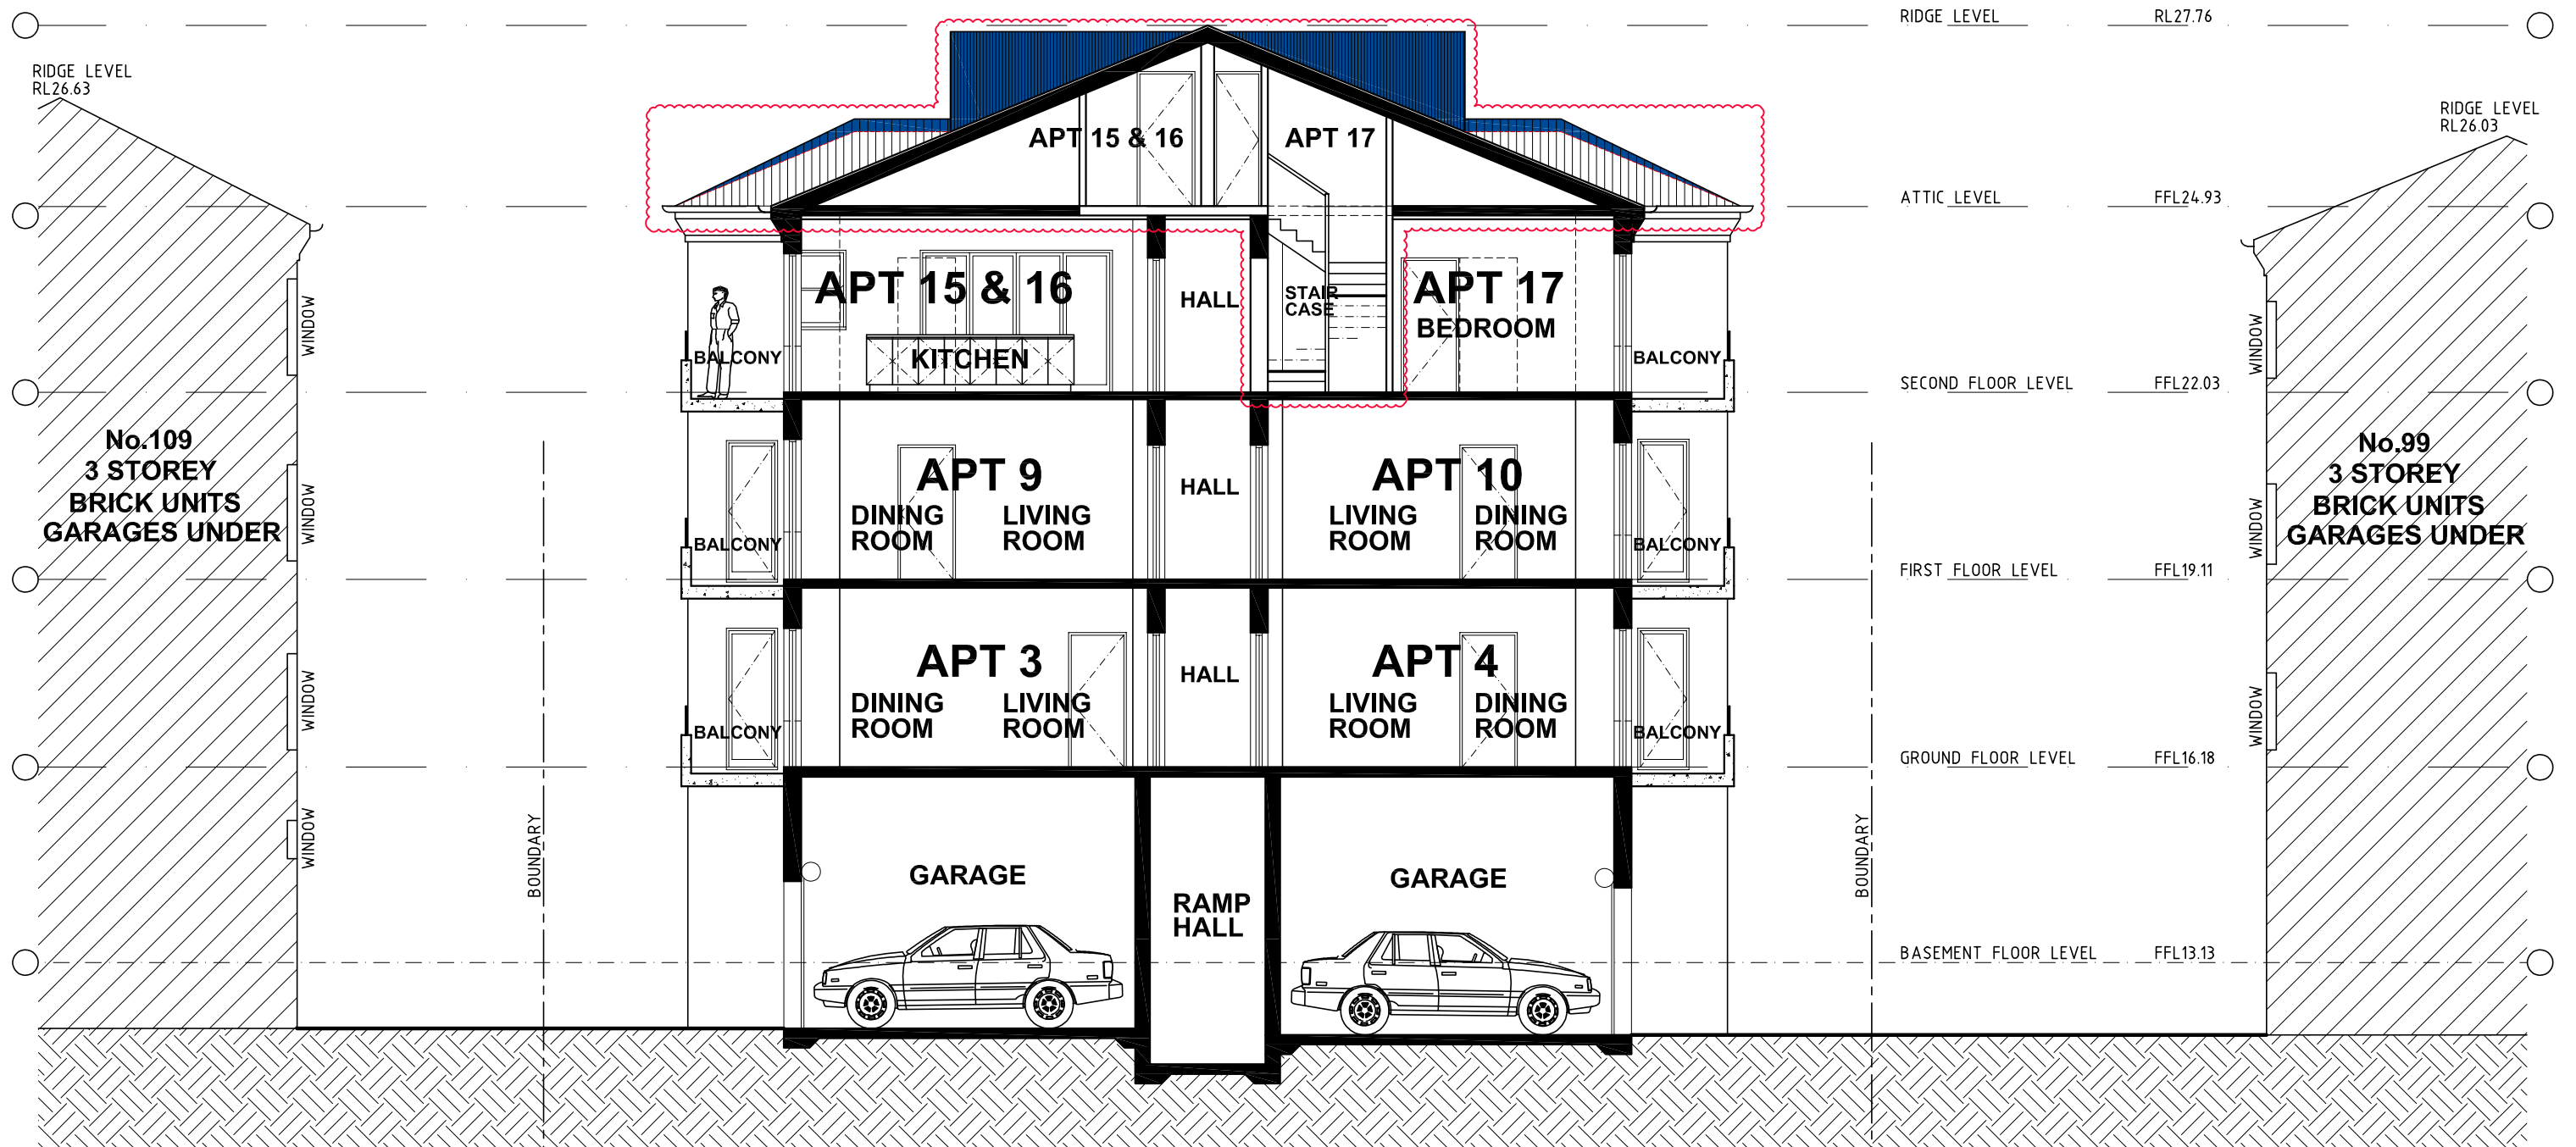 RIDGE LEVEL RL27.76
RIDGE LEVEL
RL26.63
RIDGE LEVEL
RL26.03
APT 15 & 16
APT 17
ATTIC LEVEL FFL24.93
APT 15 & 16
HALL
STAIR
CASE
APT 17
BEDROOM
KITCHEN
BALCONY
BALCONY
WINDOW
WINDOW
SECOND FLOOR LEVEL FFL22.03
No.109
3 STOREY
BRICK UNITS
GARAGES UNDER
No.99
3 STOREY
BRICK UNITS
GARAGES UNDER
WINDOW
WINDOW
APT 9
HALL
APT 10
DINING
ROOM
LIVING
ROOM
LIVING
ROOM
DINING
ROOM
BALCONY
BALCONY
FIRST FLOOR LEVEL FFL19.11
APT 3
HALL
APT 4
DINING
ROOM
LIVING
ROOM
LIVING
ROOM
DINING
ROOM
BALCONY
BALCONY
WINDOW
WINDOW
GROUND FLOOR LEVEL FFL16.18
WINDOW
BOUNDARY
BOUNDARY
GARAGE
GARAGE
RAMP
HALL
BASEMENT FLOOR LEVEL FFL13.13